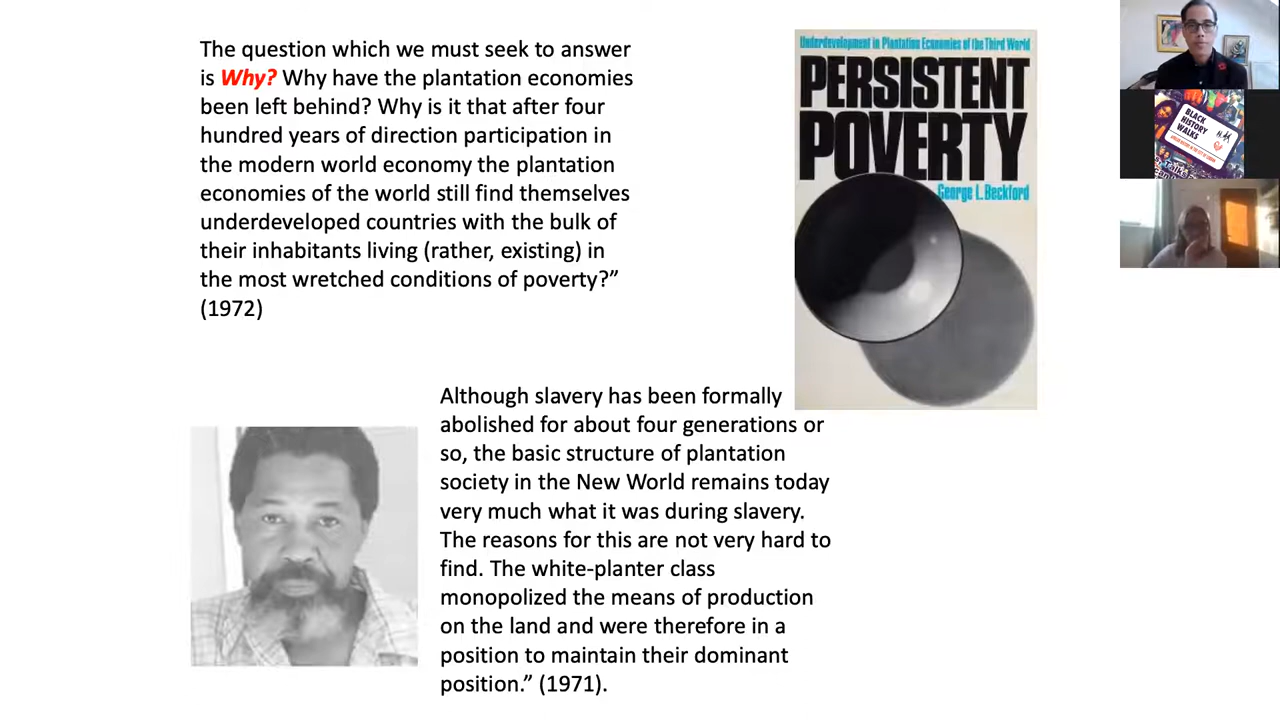 The question which we must seek to answer
is Why? Why have the plantation economies
been left behind? Why is it that after four
hundred years of direction participation in
the modern world economy the plantation
economies of the world still find themselves
underdeveloped countries with the bulk of
their inhabitants living (rather, existing) in
the most wretched conditions of poverty?”
(1972)
Underdevelopment in Plantation Economies of the Third World
PERSISTENT
POVERTY
George L. Beckford
Although slavery has been formally
abolished for about four generations or
so, the basic structure of plantation
society in the New World remains today
very much what it was during slavery.
The reasons for this are not very hard to
find. The white-planter class
monopolized the means of production
on the land and were therefore in a
position to maintain their dominant
position.” (1971).
BLACK
HISTORY
WALKS